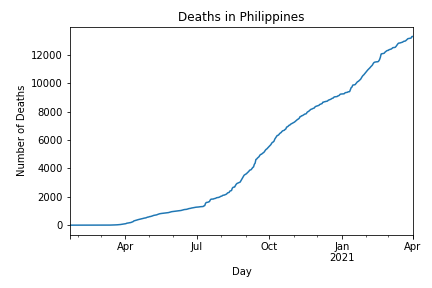 Deaths in Philippines
Number of Deaths
12000
10000
8000
6000
4000
2000
0
Apr
Jul
Oct
Jan
2021
Apr
Day